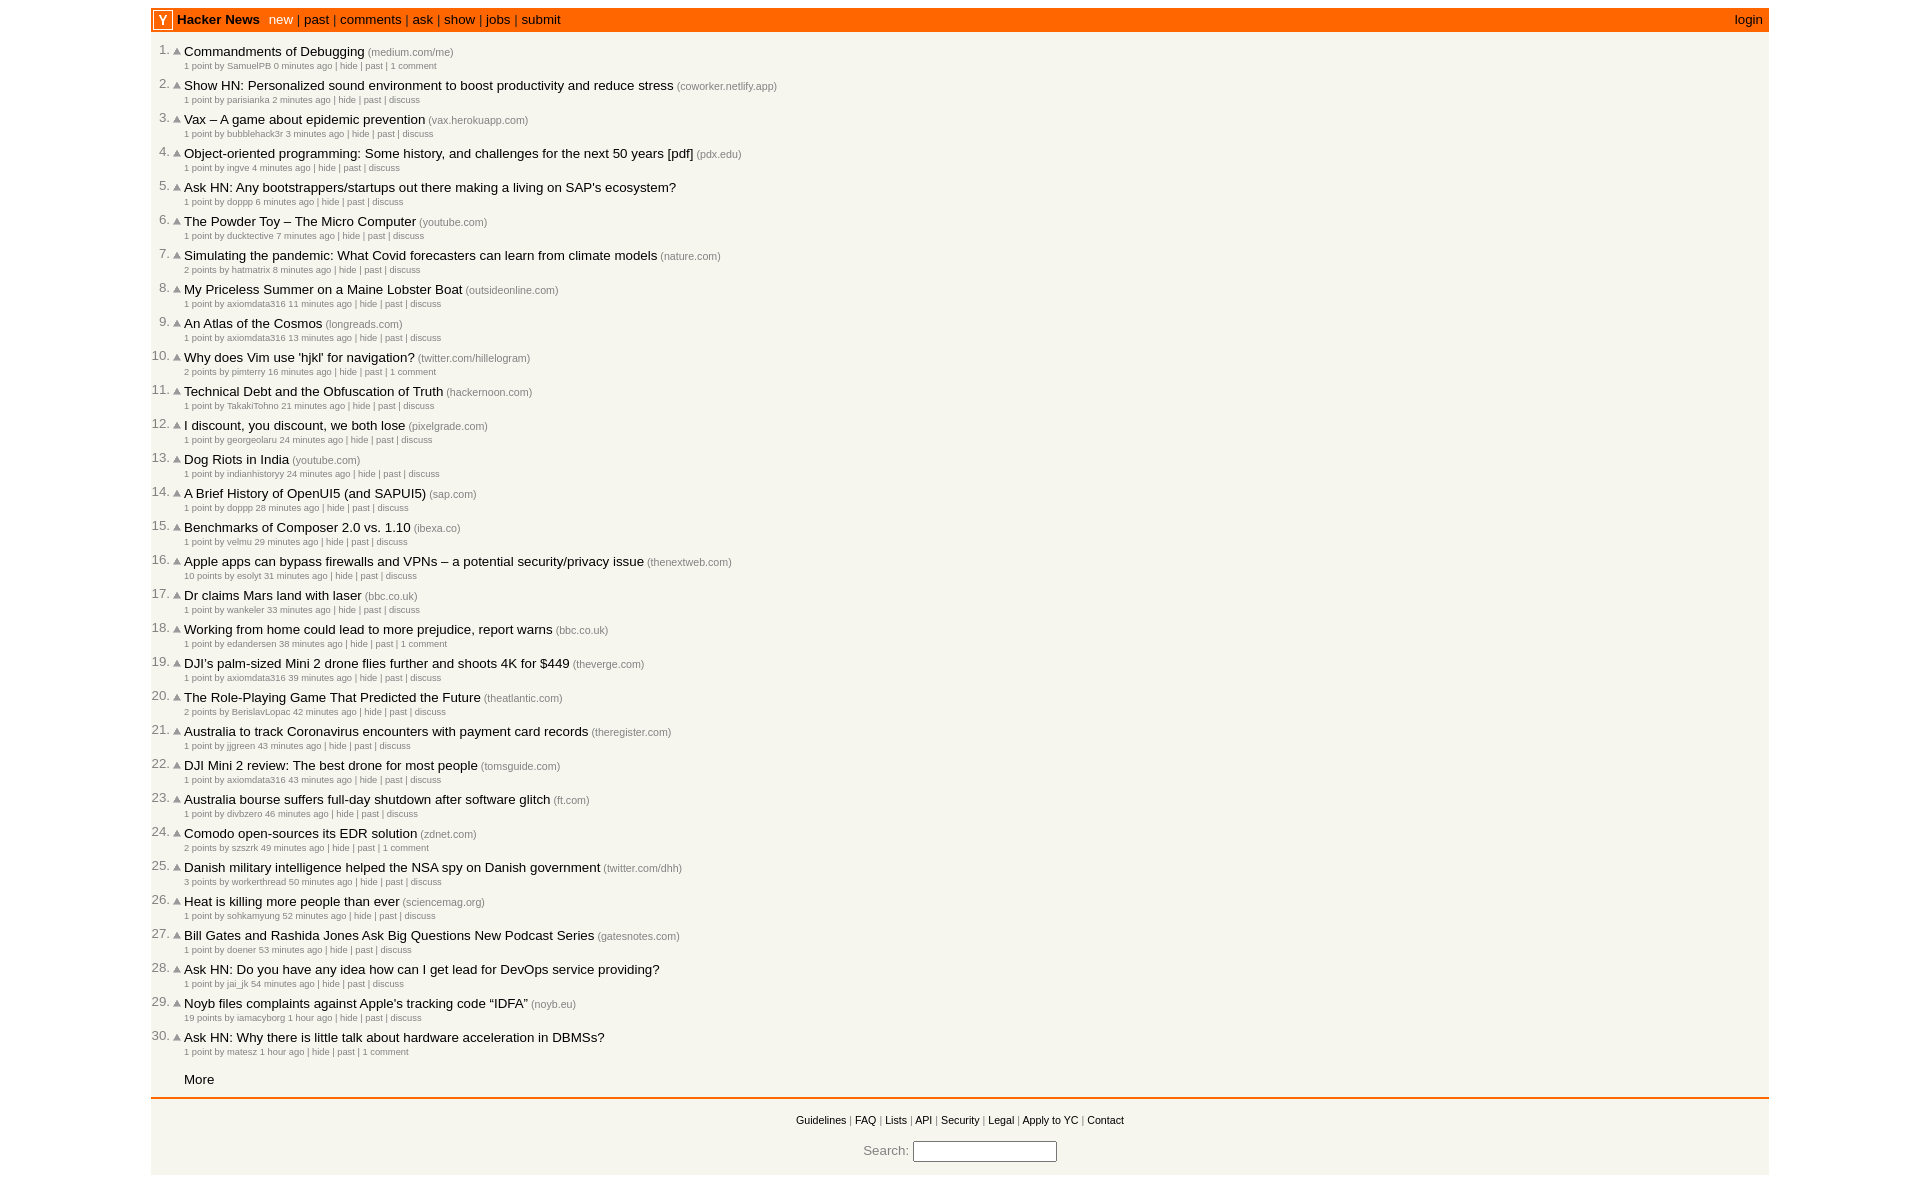 Y Hacker News new | past | comments | ask | show | jobs | submit login
1. Commandments of Debugging (medium.com/me)
1 point by SamuelPB 0 minutes ago | hide | past | 1 comment
2. Show HN: Personalized sound environment to boost productivity and reduce stress (coworker.netlify.app)
1 point by parisianka 2 minutes ago | hide | past | discuss
3. Vax – A game about epidemic prevention (vax.herokuapp.com)
1 point by bubblehack3r 3 minutes ago | hide | past | discuss
4. Object-oriented programming: Some history, and challenges for the next 50 years [pdf] (pdx.edu)
1 point by ingve 4 minutes ago | hide | past | discuss
5. Ask HN: Any bootstrappers/startups out there making a living on SAP's ecosystem?
1 point by doppp 6 minutes ago | hide | past | discuss
6. The Powder Toy – The Micro Computer (youtube.com)
1 point by ducktective 7 minutes ago | hide | past | discuss
7. Simulating the pandemic: What Covid forecasters can learn from climate models (nature.com)
2 points by hatmatrix 8 minutes ago | hide | past | discuss
8. My Priceless Summer on a Maine Lobster Boat (outsideonline.com)
1 point by axiomdata316 11 minutes ago | hide | past | discuss
9. An Atlas of the Cosmos (longreads.com)
1 point by axiomdata316 13 minutes ago | hide | past | discuss
10. Why does Vim use 'hjkl' for navigation? (twitter.com/hillelogram)
2 points by pimterry 16 minutes ago | hide | past | 1 comment
11. Technical Debt and the Obfuscation of Truth (hackernoon.com)
1 point by TakakiTohno 21 minutes ago | hide | past | discuss
12. I discount, you discount, we both lose (pixelgrade.com)
1 point by georgeolaru 24 minutes ago | hide | past | discuss
13. Dog Riots in India (youtube.com)
1 point by indianhistoryy 24 minutes ago | hide | past | discuss
14. A Brief History of OpenUI5 (and SAPUI5) (sap.com)
1 point by doppp 28 minutes ago | hide | past | discuss
15. Benchmarks of Composer 2.0 vs. 1.10 (ibexa.co)
1 point by velmu 29 minutes ago | hide | past | discuss
16. Apple apps can bypass firewalls and VPNs – a potential security/privacy issue (thenextweb.com)
10 points by esolyt 31 minutes ago | hide | past | discuss
17. Dr claims Mars land with laser (bbc.co.uk)
1 point by wankeler 33 minutes ago | hide | past | discuss
18. Working from home could lead to more prejudice, report warns (bbc.co.uk)
1 point by edandersen 38 minutes ago | hide | past | 1 comment
19. DJI's palm-sized Mini 2 drone flies further and shoots 4K for $449 (theverge.com)
1 point by axiomdata316 39 minutes ago | hide | past | discuss
20. The Role-Playing Game That Predicted the Future (theatlantic.com)
2 points by BerislavLopac 42 minutes ago | hide | past | discuss
21. Australia to track Coronavirus encounters with payment card records (theregister.com)
1 point by jjgreen 43 minutes ago | hide | past | discuss
22. DJI Mini 2 review: The best drone for most people (tomsguide.com)
1 point by axiomdata316 43 minutes ago | hide | past | discuss
23. Australia bourse suffers full-day shutdown after software glitch (ft.com)
1 point by divbzero 46 minutes ago | hide | past | discuss
24. Comodo open-sources its EDR solution (zdnet.com)
2 points by szszrk 49 minutes ago | hide | past | 1 comment
25. Danish military intelligence helped the NSA spy on Danish government (twitter.com/dhh)
3 points by workerthread 50 minutes ago | hide | past | discuss
26. Heat is killing more people than ever (sciencemag.org)
1 point by sohkamyung 52 minutes ago | hide | past | discuss
27. Bill Gates and Rashida Jones Ask Big Questions New Podcast Series (gatesnotes.com)
1 point by doener 53 minutes ago | hide | past | discuss
28. Ask HN: Do you have any idea how can I get lead for DevOps service providing?
1 point by jai_jk 54 minutes ago | hide | past | discuss
29. Noyb files complaints against Apple's tracking code “IDFA” (noyb.eu)
19 points by iamacyborg 1 hour ago | hide | past | discuss
30. Ask HN: Why there is little talk about hardware acceleration in DBMSs?
1 point by matesz 1 hour ago | hide | past | 1 comment
More
Guidelines | FAQ | Lists | API | Security | Legal | Apply to YC | Contact
Search: